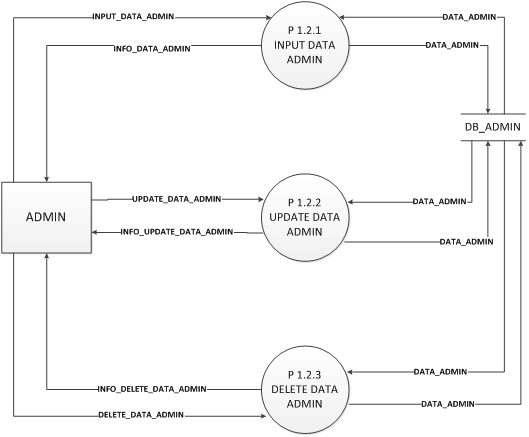 INPUT_DATA_ADMIN
P 1.2.1
INPUT DATA
ADMIN
DATA_ADMIN
INFO_DATA_ADMIN
DATA_ADMIN
DB_ADMIN
ADMIN
UPDATE_DATA_ADMIN
P 1.2.2
UPDATE DATA
ADMIN
DATA_ADMIN
INFO_UPDATE_DATA_ADMIN
DATA_ADMIN
P 1.2.3
DELETE DATA
ADMIN
DATA_ADMIN
INFO_DELETE_DATA_ADMIN
DATA_ADMIN
DELETE_DATA_ADMIN